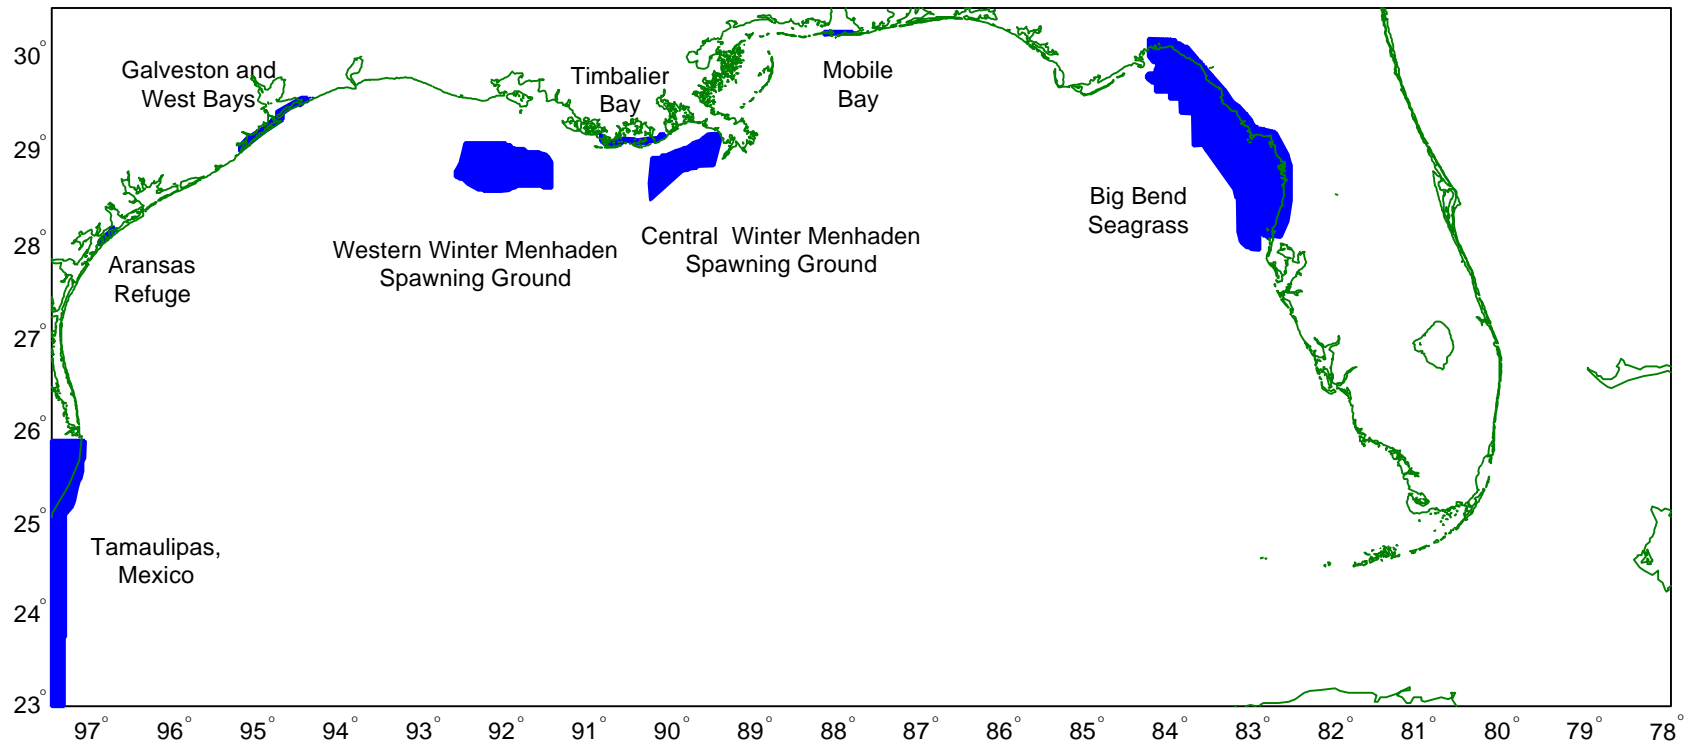 30°
29°
28°
27°
26°
25°
24°
23°
Galveston and
West Bays
Timbalier
Bay
Mobile
Bay
Big Bend
Seagrass
Aransas
Refuge
Western Winter Menhaden
Spawning Ground
Central Winter Menhaden
Spawning Ground
Tamaulipas,
Mexico
97° 96° 95° 94° 93° 92° 91° 90° 89° 88° 87° 86° 85° 84° 83° 82° 81° 80° 79° 78°